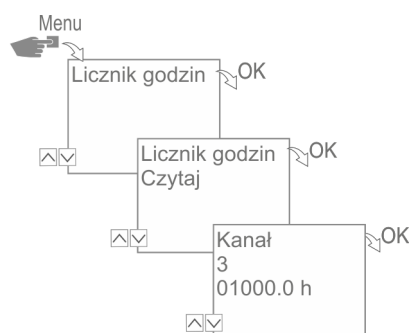 Menu
Licznik godzin
OK
Licznik godzin
Czytaj
OK
Kanał
3
01000.0 h
OK